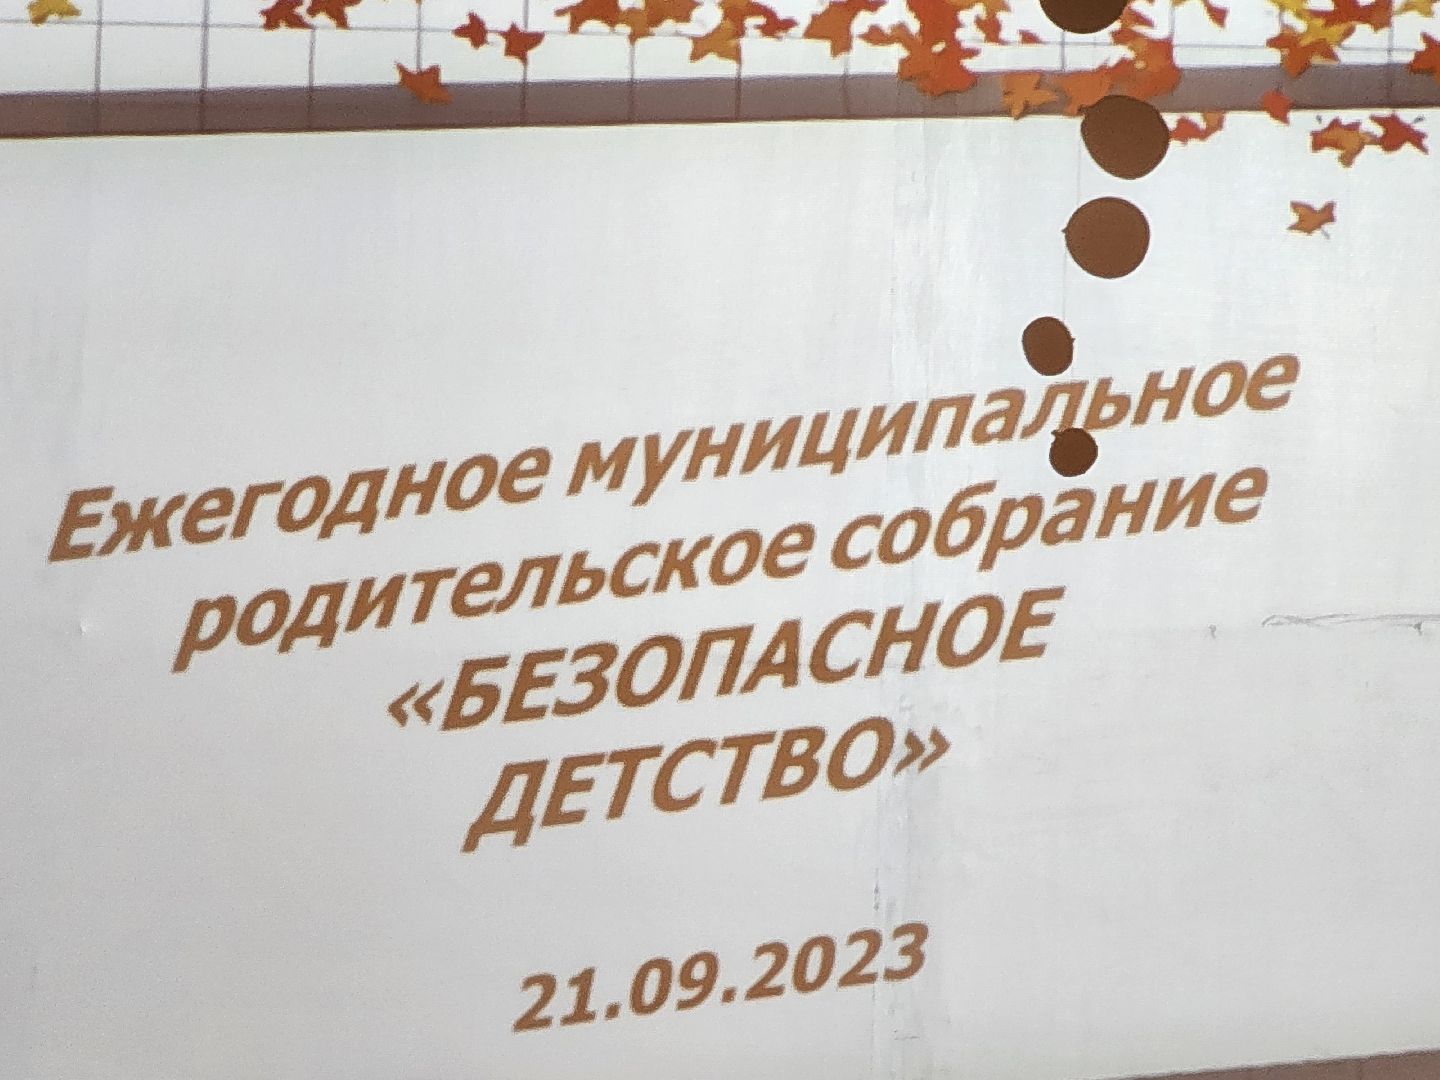 Ежегодное муниципальное
родительское собрание
«БЕЗОПАСНОЕ
ДЕТСТВО»
21.09.2023